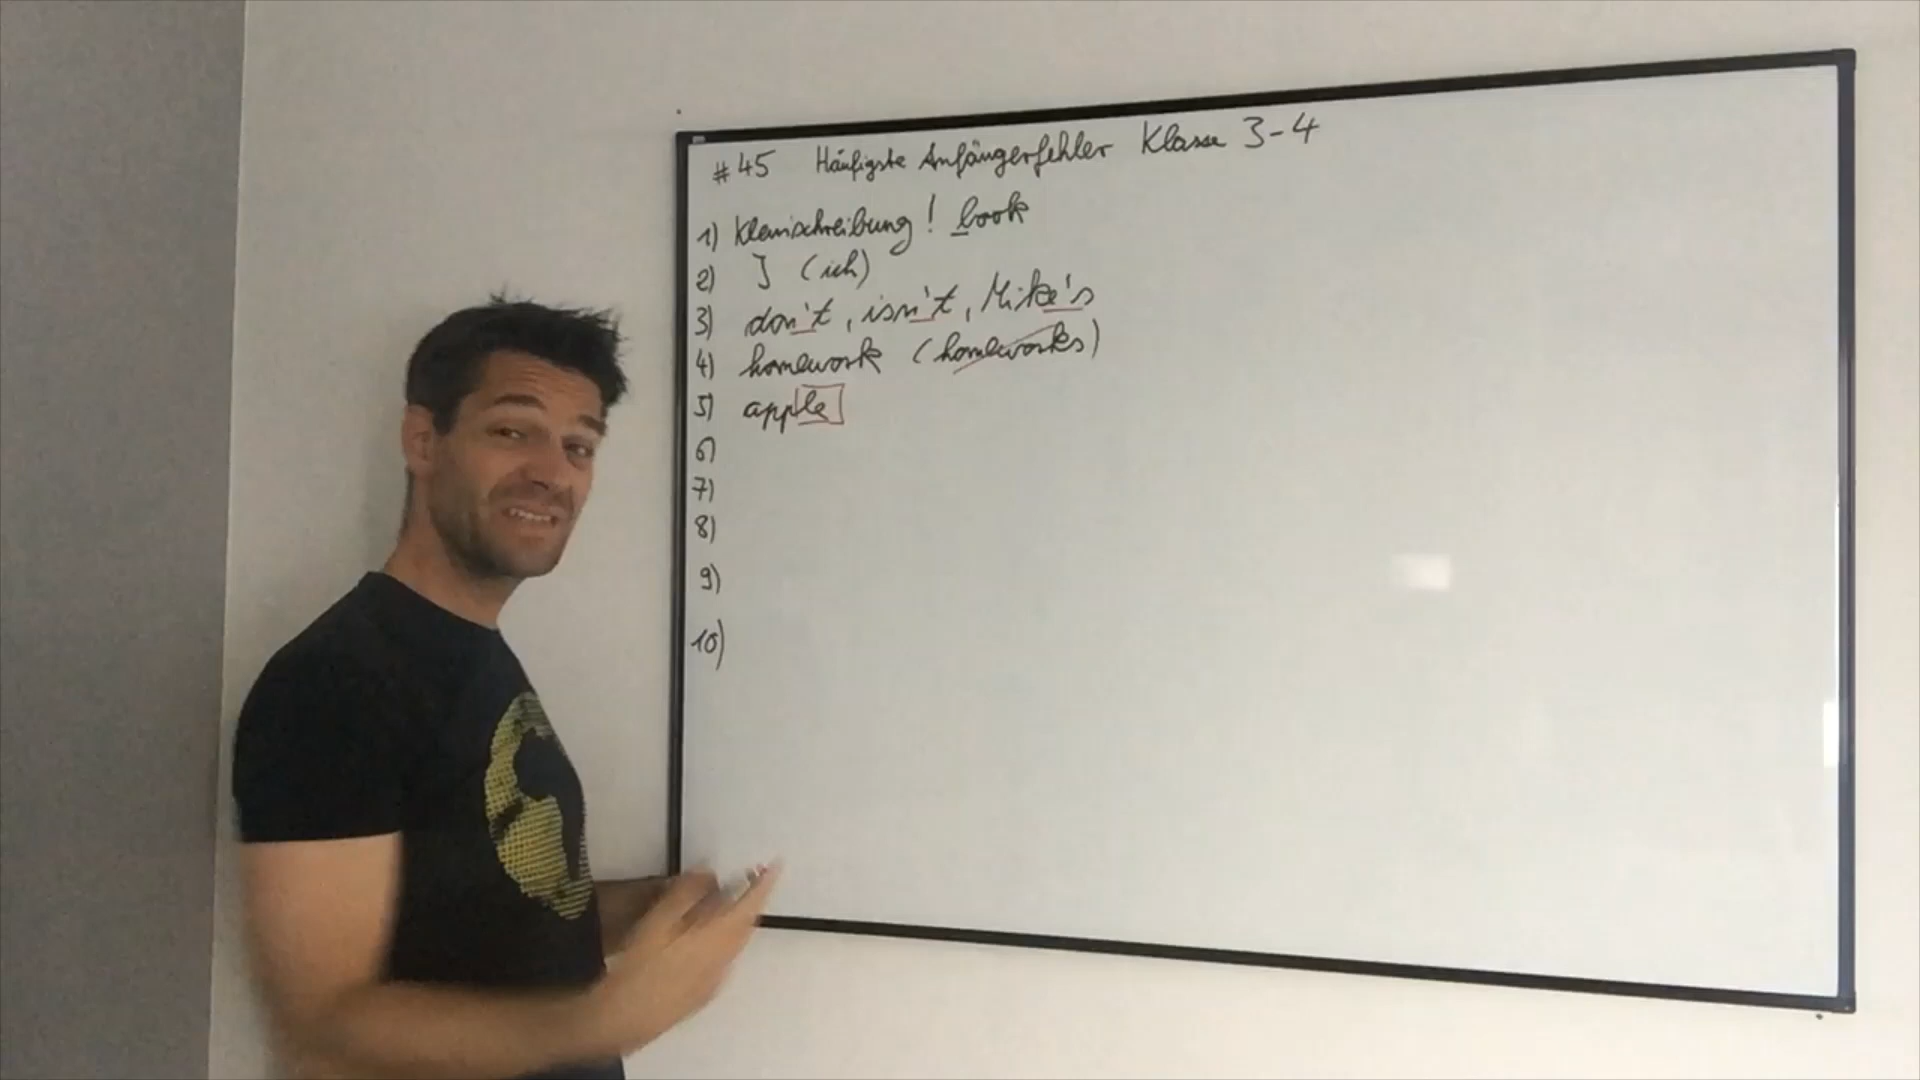 #45 Häufigste Anfängerfehler Klasse 3-4
1) Kleinschreibung! book
2) I (ich)
3) don't, isn't, Mike's
4) homework (homeworks)
5) apple
6)
7)
8)
9)
10)